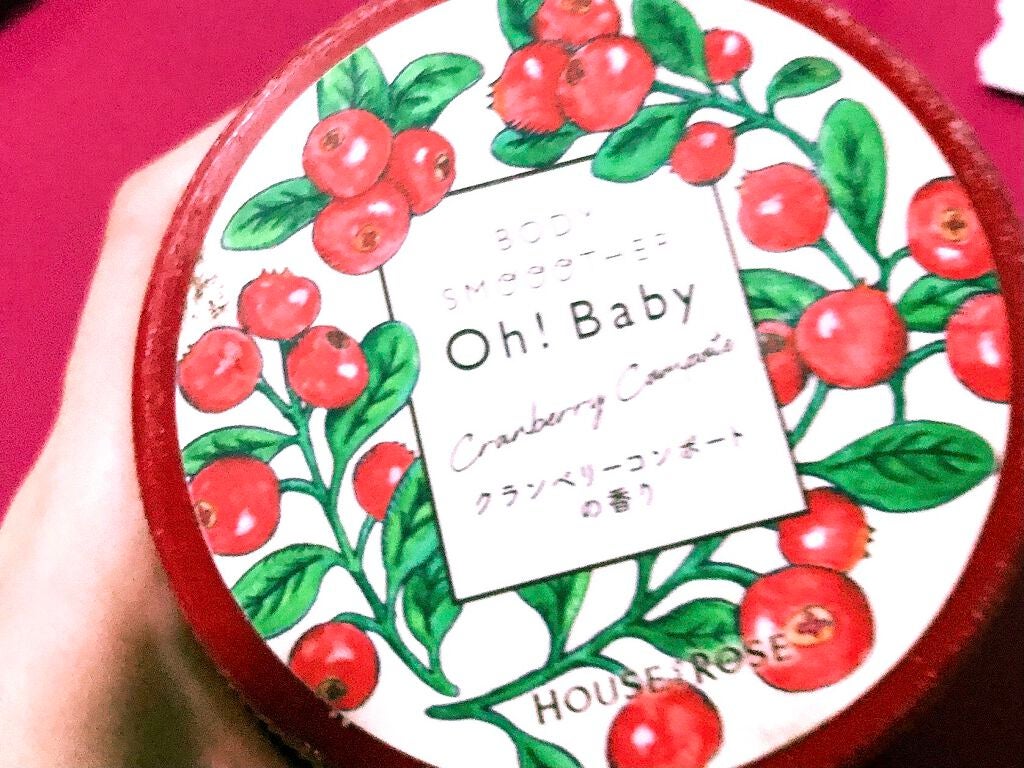 BODY
SMOOOTHER
Oh! Baby
Cranberry Compote
クランベリーコンポート
の香り
HOUSE OF ROSE